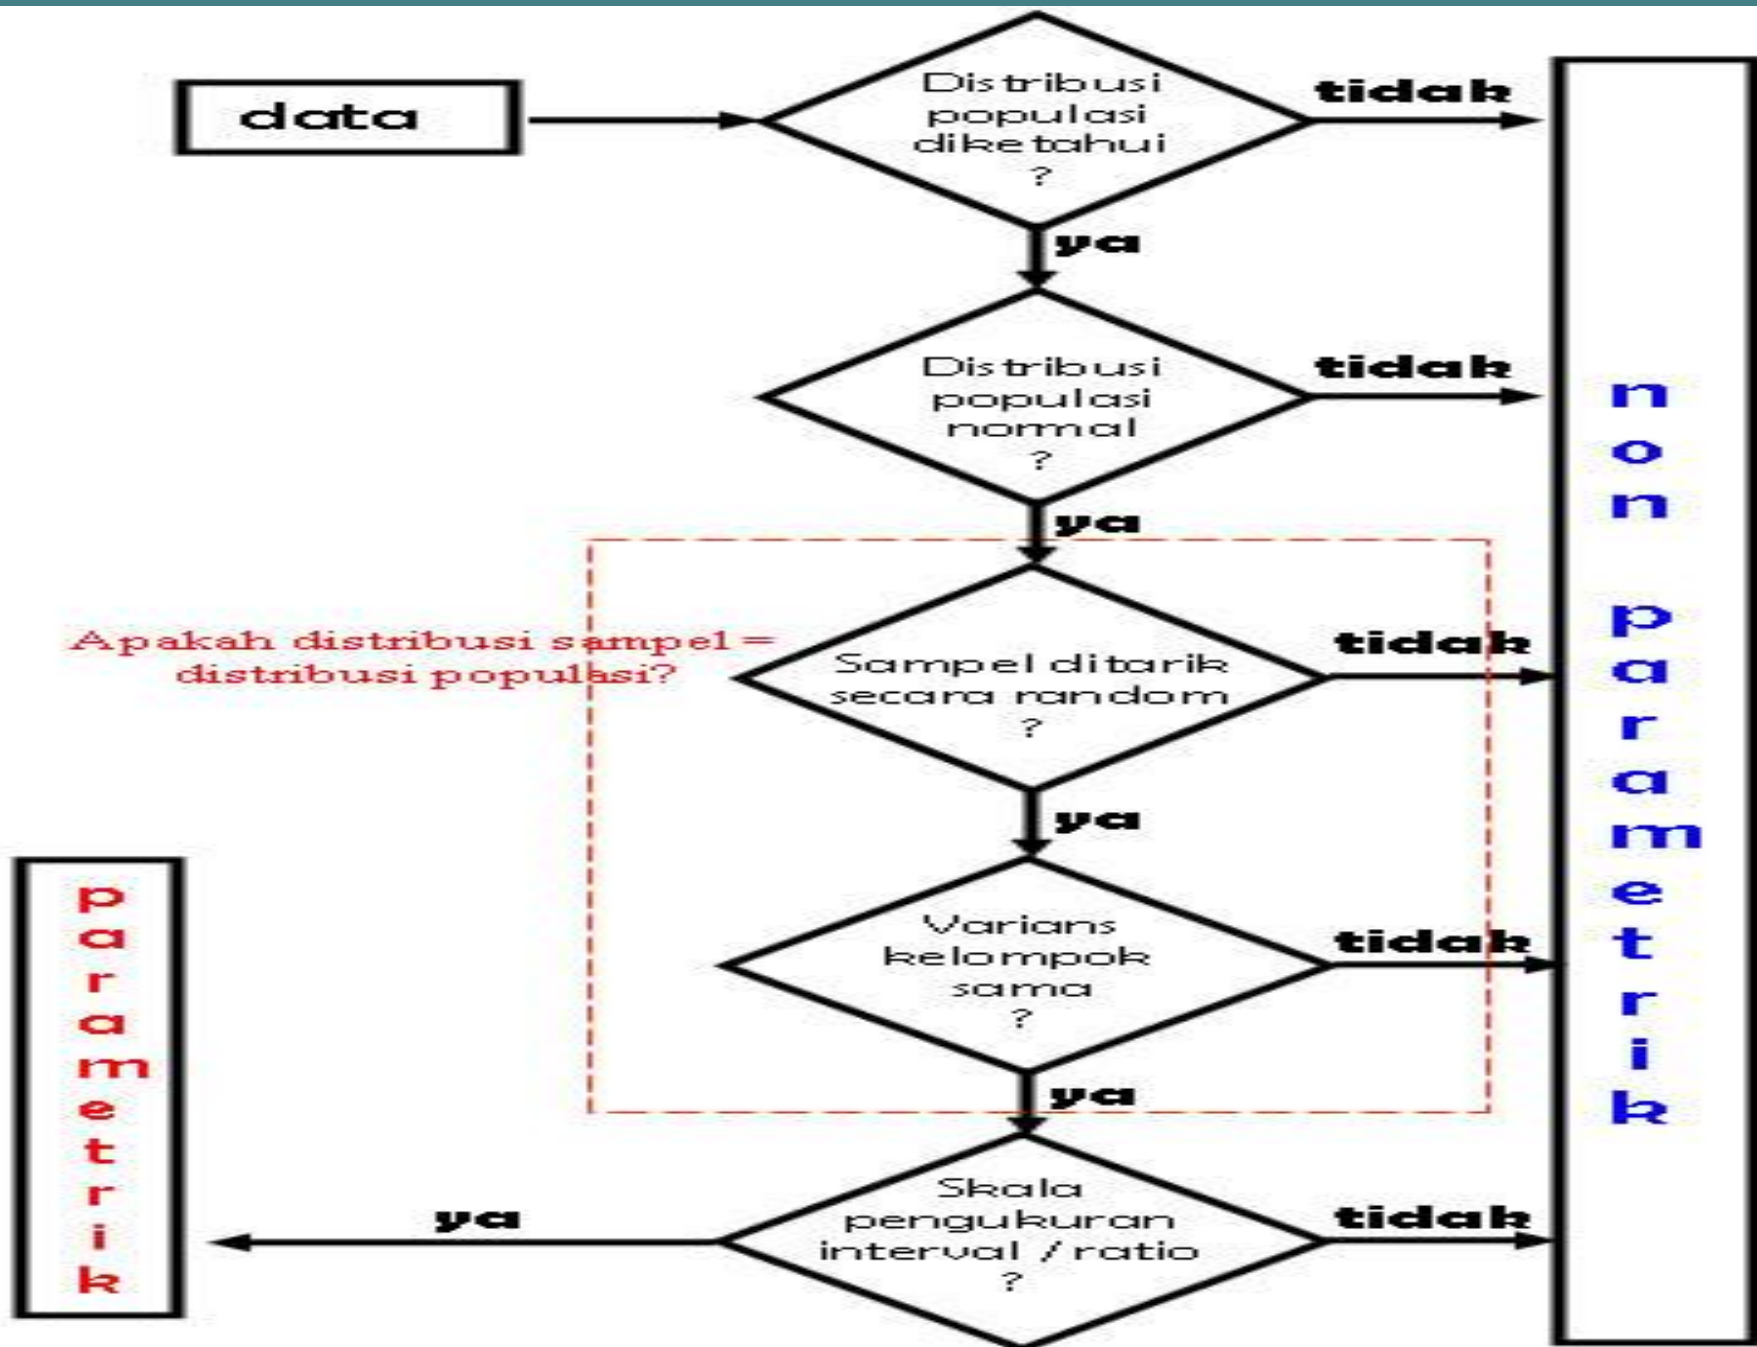 data
Distribusi
populasi
diketahui
?
tidak
ya
Distribusi
populasi
normal
?
tidak
ya
Apakah distribusi sampel =
distribusi populasi?
Sampel ditarik
secara random
?
tidak
ya
Varians
kelompok
sama
?
tidak
ya
Skala
pengukuran
interval / ratio
?
tidak
ya
parametrik
non parametrik